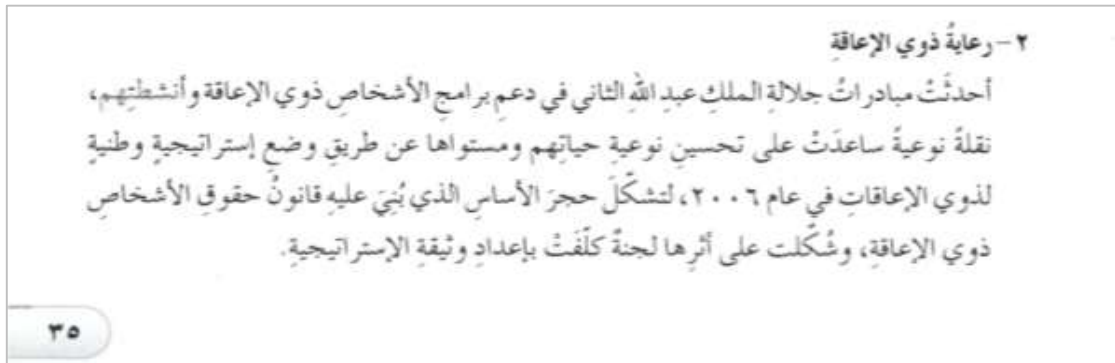 ٢- رعايةُ ذوي الإعاقةِ
أحدثَتْ مبادراتُ جلالةِ الملكِ عبدِ اللهِ الثاني في دعمِ برامجِ الأشخاصِ ذوي الإعاقة وأنشطتِهم،
نقلةً نوعيةً ساعدَتْ على تحسينِ نوعيةِ حياتِهم ومستواها عن طريقِ وضعِ إستراتيجيةٍ وطنيةٍ
لذوي الإعاقاتِ في عام ٢٠٠٦، لتشكّلَ حجرَ الأساسِ الذي بُنِيَ عليهِ قانونُ حقوقِ الأشخاصِ
ذوي الإعاقةِ، وشُكّلت على أثرِها لجنةٌ كلّفَتْ بإعدادِ وثيقةِ الإستراتيجيةِ.
٣٥